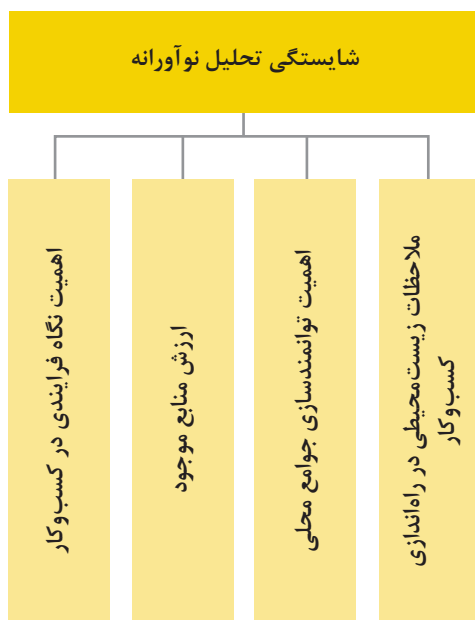 شایستگی تحلیل نوآورانه
ملاحظات زیست‌محیطی در راه‌اندازی
کسب‌وکار
اهمیت توانمندسازی جوامع محلی
ارزش منابع موجود
اهمیت نگاه فرایندی در کسب‌وکار